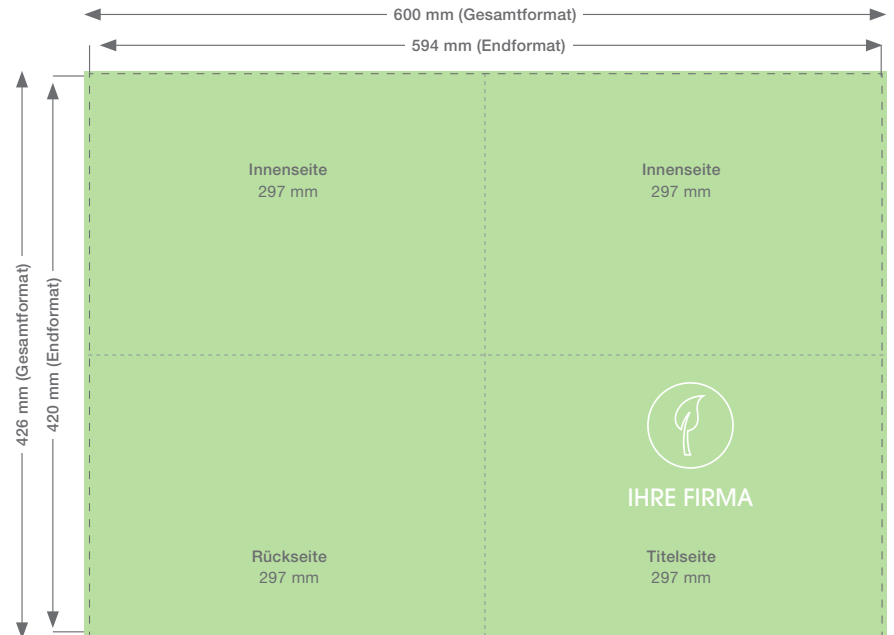 600 mm (Gesamtformat)
594 mm (Endformat)
426 mm (Gesamtformat)
420 mm (Endformat)
Innenseite
297 mm
Innenseite
297 mm
IHRE FIRMA
Rückseite
297 mm
Titelseite
297 mm